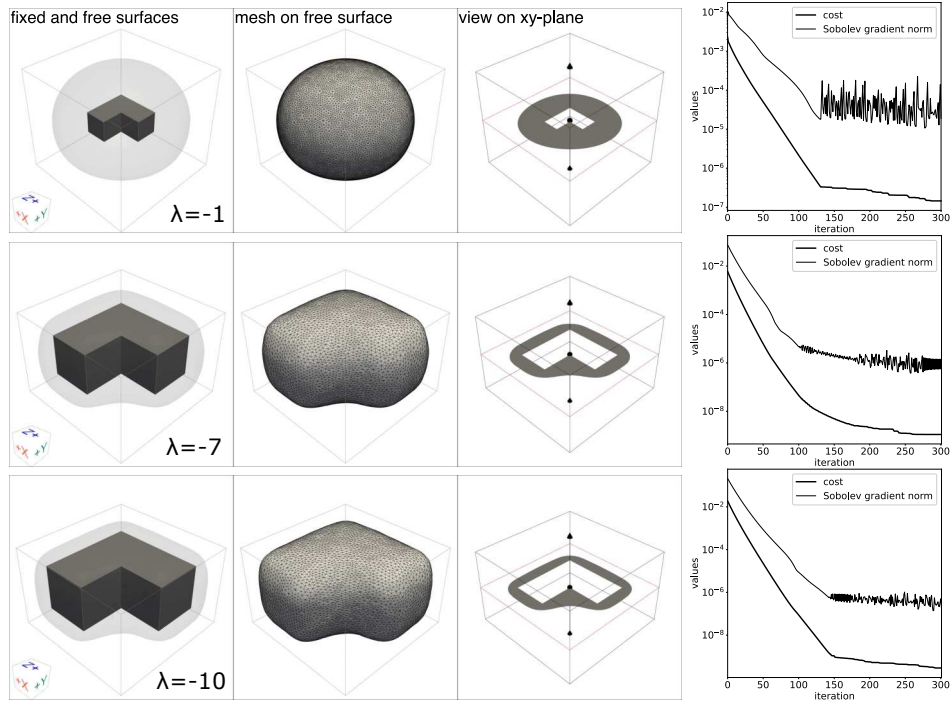 fixed and free surfaces
mesh on free surface
view on xy-plane
λ=-1
λ=-7
λ=-10
10⁻²
10⁻³
10⁻⁴
10⁻⁵
10⁻⁶
10⁻⁷
values
cost
Sobolev gradient norm
0 50 100 150 200 250 300
iteration
10⁻²
10⁻⁴
10⁻⁶
10⁻⁸
values
cost
Sobolev gradient norm
0 50 100 150 200 250 300
iteration
10⁻²
10⁻⁴
10⁻⁶
10⁻⁸
values
cost
Sobolev gradient norm
0 50 100 150 200 250 300
iteration